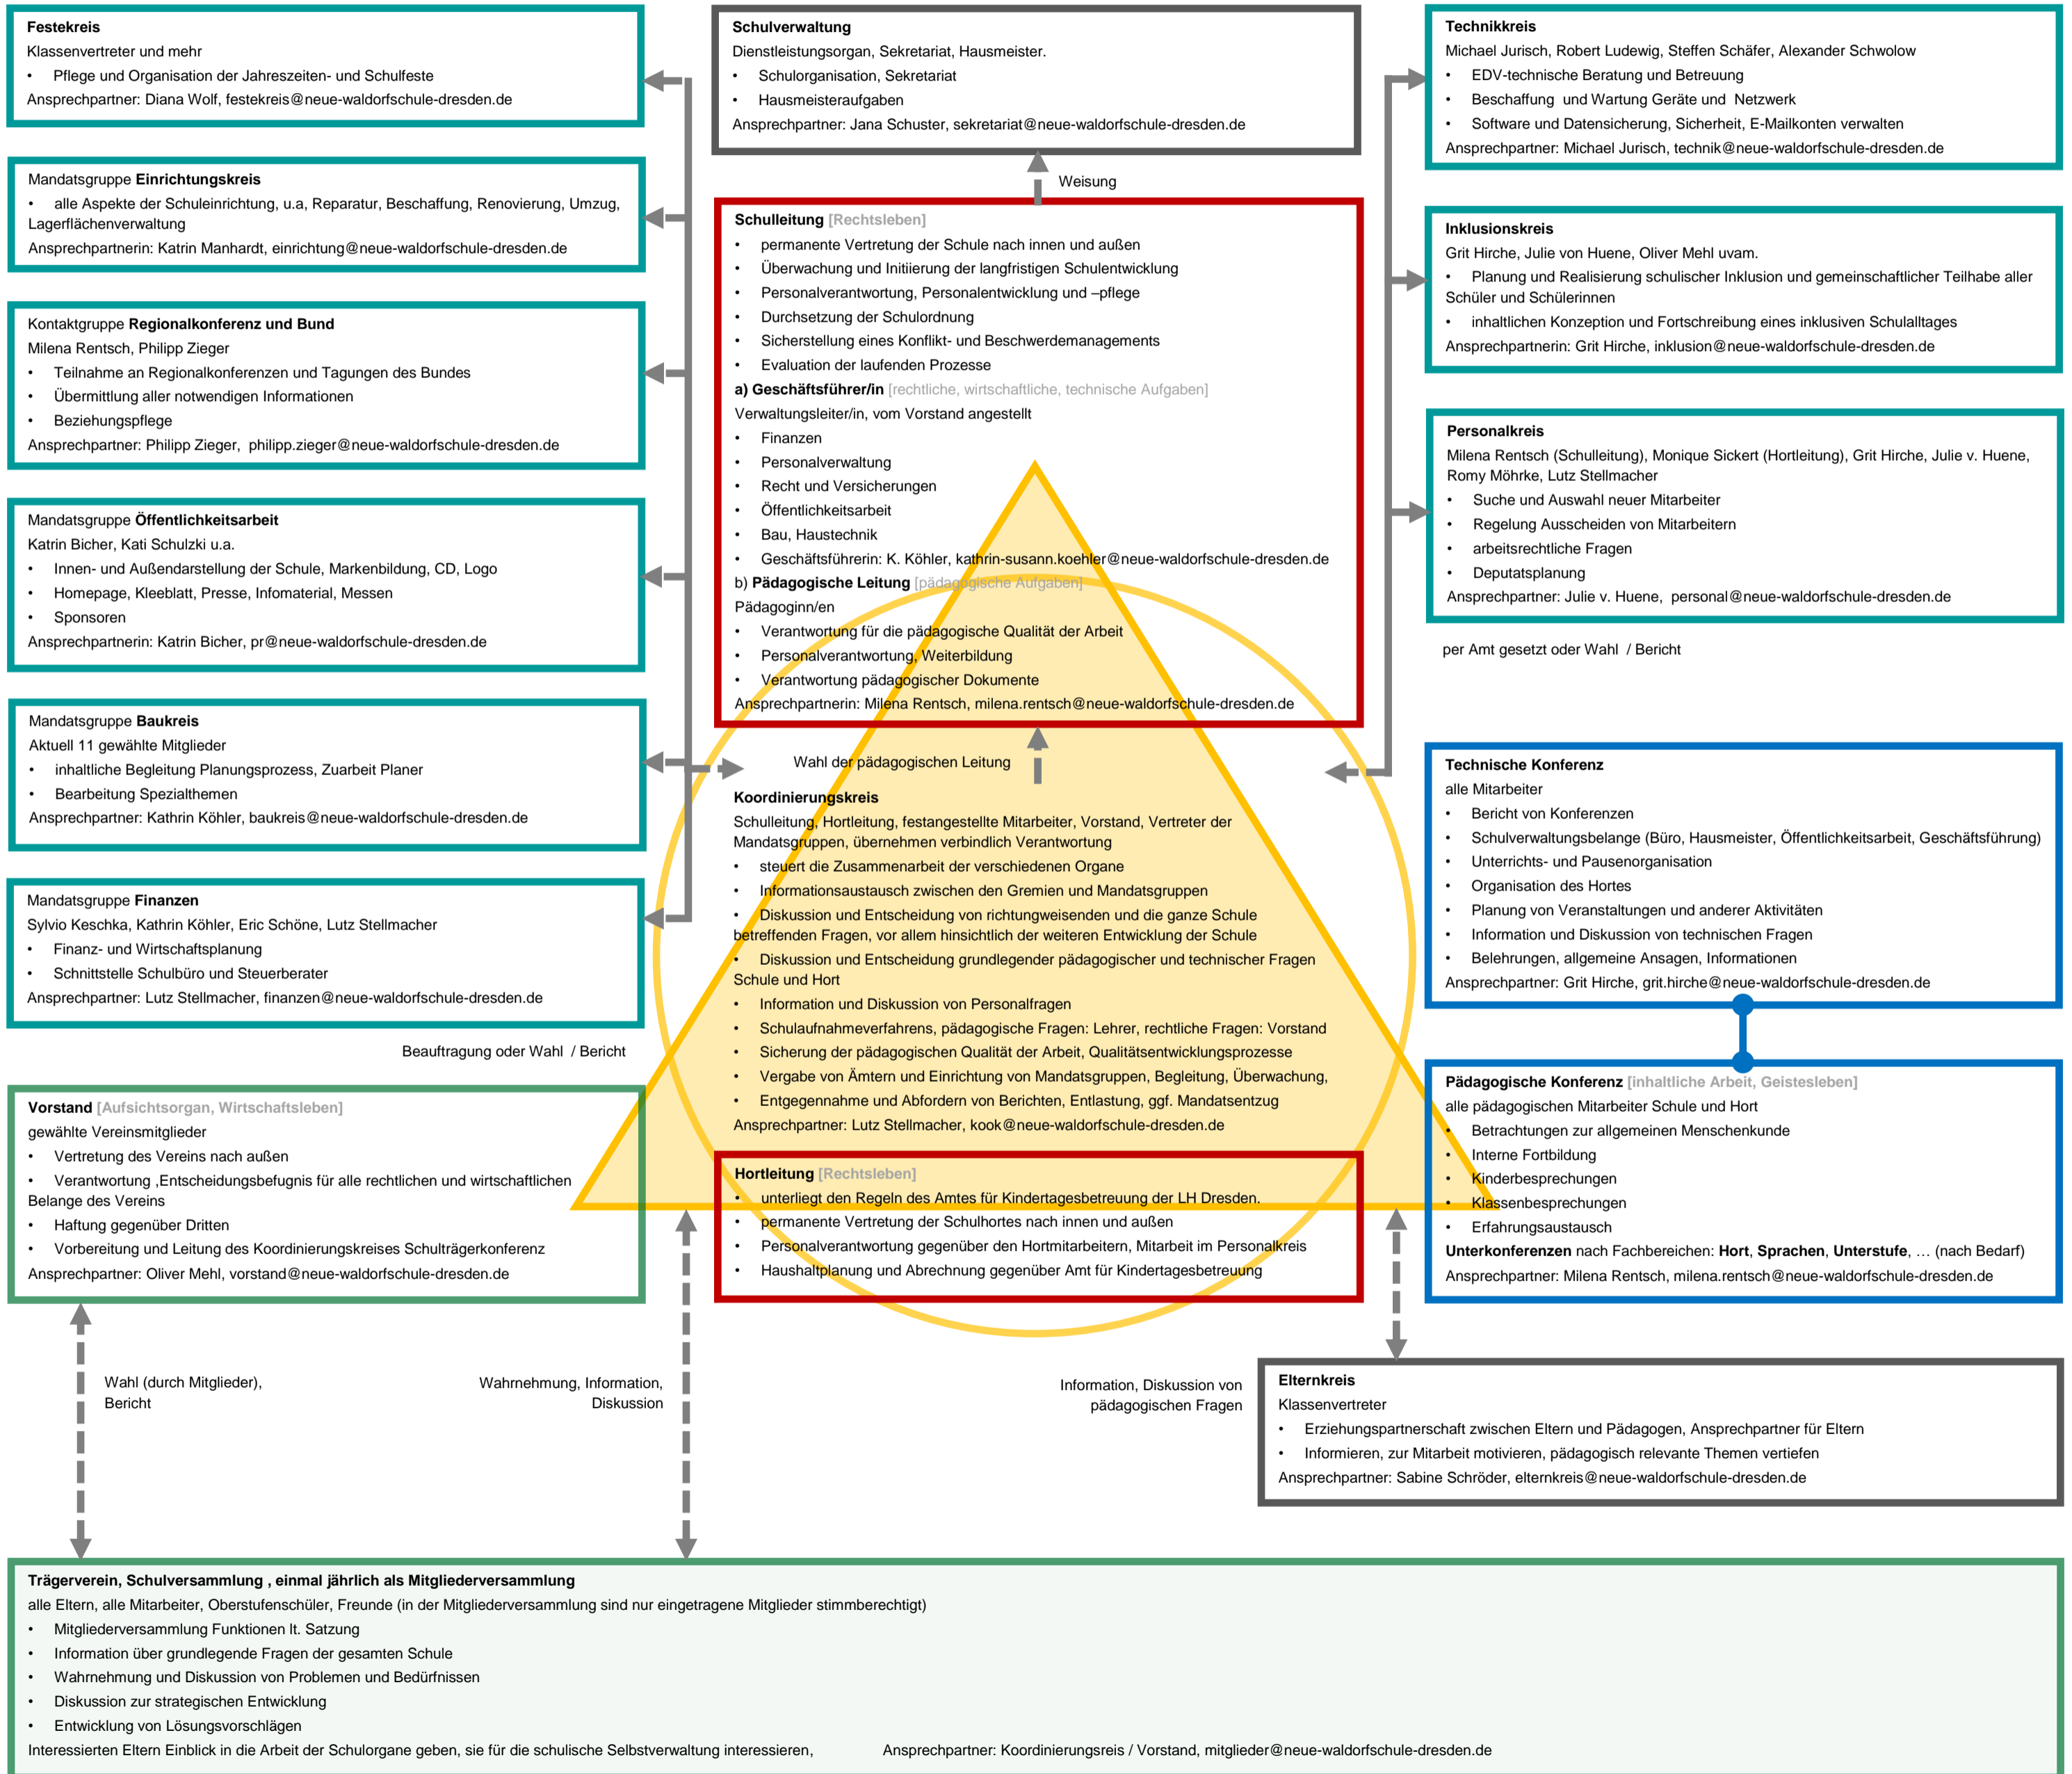 Festekreis
Klassenvertreter und mehr
• Pflege und Organisation der Jahreszeiten- und Schulfeste
Ansprechpartner: Diana Wolf, festekreis@neue-waldorfschule-dresden.de
Mandatsgruppe Einrichtungskreis
• alle Aspekte der Schuleinrichtung, u.a, Reparatur, Beschaffung, Renovierung, Umzug,
Lagerflächenverwaltung
Ansprechpartnerin: Katrin Manhardt, einrichtung@neue-waldorfschule-dresden.de
Kontaktgruppe Regionalkonferenz und Bund
Milena Rentsch, Philipp Zieger
• Teilnahme an Regionalkonferenzen und Tagungen des Bundes
• Übermittlung aller notwendigen Informationen
• Beziehungspflege
Ansprechpartner: Philipp Zieger, philipp.zieger@neue-waldorfschule-dresden.de
Mandatsgruppe Öffentlichkeitsarbeit
Katrin Bicher, Kati Schulzki u.a.
• Innen- und Außendarstellung der Schule, Markenbildung, CD, Logo
• Homepage, Kleeblatt, Presse, Infomaterial, Messen
• Sponsoren
Ansprechpartnerin: Katrin Bicher, pr@neue-waldorfschule-dresden.de
Mandatsgruppe Baukreis
Aktuell 11 gewählte Mitglieder
• inhaltliche Begleitung Planungsprozess, Zuarbeit Planer
• Bearbeitung Spezialthemen
Ansprechpartner: Kathrin Köhler, baukreis@neue-waldorfschule-dresden.de
Mandatsgruppe Finanzen
Sylvio Keschka, Kathrin Köhler, Eric Schöne, Lutz Stellmacher
• Finanz- und Wirtschaftsplanung
• Schnittstelle Schulbüro und Steuerberater
Ansprechpartner: Lutz Stellmacher, finanzen@neue-waldorfschule-dresden.de
Beauftragung oder Wahl / Bericht
Vorstand [Aufsichtsorgan, Wirtschaftsleben]
gewählte Vereinsmitglieder
• Vertretung des Vereins nach außen
• Verantwortung ,Entscheidungsbefugnis für alle rechtlichen und wirtschaftlichen
Belange des Vereins
• Haftung gegenüber Dritten
• Vorbereitung und Leitung des Koordinierungskreises Schulträgerkonferenz
Ansprechpartner: Oliver Mehl, vorstand@neue-waldorfschule-dresden.de
Schulverwaltung
Dienstleistungsorgan, Sekretariat, Hausmeister.
• Schulorganisation, Sekretariat
• Hausmeisteraufgaben
Ansprechpartner: Jana Schuster, sekretariat@neue-waldorfschule-dresden.de
Weisung
Schulleitung [Rechtsleben]
• permanente Vertretung der Schule nach innen und außen
• Überwachung und Initiierung der langfristigen Schulentwicklung
• Personalverantwortung, Personalentwicklung und –pflege
• Durchsetzung der Schulordnung
• Sicherstellung eines Konflikt- und Beschwerdemanagements
• Evaluation der laufenden Prozesse
a) Geschäftsführer/in [rechtliche, wirtschaftliche, technische Aufgaben]
Verwaltungsleiter/in, vom Vorstand angestellt
• Finanzen
• Personalverwaltung
• Recht und Versicherungen
• Öffentlichkeitsarbeit
• Bau, Haustechnik
• Geschäftsführerin: K. Köhler, kathrin-susann.koehler@neue-waldorfschule-dresden.de
b) Pädagogische Leitung [pädagogische Aufgaben]
Pädagoginn/en
• Verantwortung für die pädagogische Qualität der Arbeit
• Personalverantwortung, Weiterbildung
• Verantwortung pädagogischer Dokumente
Ansprechpartnerin: Milena Rentsch, milena.rentsch@neue-waldorfschule-dresden.de
Wahl der pädagogischen Leitung
Koordinierungskreis
Schulleitung, Hortleitung, festangestellte Mitarbeiter, Vorstand, Vertreter der
Mandatsgruppen, übernehmen verbindlich Verantwortung
• steuert die Zusammenarbeit der verschiedenen Organe
• Informationsaustausch zwischen den Gremien und Mandatsgruppen
• Diskussion und Entscheidung von richtungweisenden und die ganze Schule
betreffenden Fragen, vor allem hinsichtlich der weiteren Entwicklung der Schule
• Diskussion und Entscheidung grundlegender pädagogischer und technischer Fragen
Schule und Hort
• Information und Diskussion von Personalfragen
• Schulaufnahmeverfahrens, pädagogische Fragen: Lehrer, rechtliche Fragen: Vorstand
• Sicherung der pädagogischen Qualität der Arbeit, Qualitätsentwicklungsprozesse
• Vergabe von Ämtern und Einrichtung von Mandatsgruppen, Begleitung, Überwachung,
• Entgegennahme und Abfordern von Berichten, Entlastung, ggf. Mandatsentzug
Ansprechpartner: Lutz Stellmacher, kook@neue-waldorfschule-dresden.de
Hortleitung [Rechtsleben]
• unterliegt den Regeln des Amtes für Kindertagesbetreuung der LH Dresden.
• permanente Vertretung der Schulhortes nach innen und außen
• Personalverantwortung gegenüber den Hortmitarbeitern, Mitarbeit im Personalkreis
• Haushaltplanung und Abrechnung gegenüber Amt für Kindertagesbetreuung
Technikkreis
Michael Jurisch, Robert Ludewig, Steffen Schäfer, Alexander Schwolow
• EDV-technische Beratung und Betreuung
• Beschaffung und Wartung Geräte und Netzwerk
• Software und Datensicherung, Sicherheit, E-Mailkonten verwalten
Ansprechpartner: Michael Jurisch, technik@neue-waldorfschule-dresden.de
Inklusionskreis
Grit Hirche, Julie von Huene, Oliver Mehl uvam.
• Planung und Realisierung schulischer Inklusion und gemeinschaftlicher Teilhabe aller
Schüler und Schülerinnen
• inhaltlichen Konzeption und Fortschreibung eines inklusiven Schulalltages
Ansprechpartnerin: Grit Hirche, inklusion@neue-waldorfschule-dresden.de
Personalkreis
Milena Rentsch (Schulleitung), Monique Sickert (Hortleitung), Grit Hirche, Julie v. Huene,
Romy Möhrke, Lutz Stellmacher
• Suche und Auswahl neuer Mitarbeiter
• Regelung Ausscheiden von Mitarbeitern
• arbeitsrechtliche Fragen
• Deputatsplanung
Ansprechpartner: Julie v. Huene, personal@neue-waldorfschule-dresden.de
per Amt gesetzt oder Wahl / Bericht
Technische Konferenz
alle Mitarbeiter
• Bericht von Konferenzen
• Schulverwaltungsbelange (Büro, Hausmeister, Öffentlichkeitsarbeit, Geschäftsführung)
• Unterrichts- und Pausenorganisation
• Organisation des Hortes
• Planung von Veranstaltungen und anderer Aktivitäten
• Information und Diskussion von technischen Fragen
• Belehrungen, allgemeine Ansagen, Informationen
Ansprechpartner: Grit Hirche, grit.hirche@neue-waldorfschule-dresden.de
Pädagogische Konferenz [inhaltliche Arbeit, Geistesleben]
alle pädagogischen Mitarbeiter Schule und Hort
• Betrachtungen zur allgemeinen Menschenkunde
• Interne Fortbildung
• Kinderbesprechungen
• Klassenbesprechungen
• Erfahrungsaustausch
Unterkonferenzen nach Fachbereichen: Hort, Sprachen, Unterstufe, … (nach Bedarf)
Ansprechpartner: Milena Rentsch, milena.rentsch@neue-waldorfschule-dresden.de
Wahl (durch Mitglieder),
Bericht
Wahrnehmung, Information,
Diskussion
Information, Diskussion von
pädagogischen Fragen
Elternkreis
Klassenvertreter
• Erziehungspartnerschaft zwischen Eltern und Pädagogen, Ansprechpartner für Eltern
• Informieren, zur Mitarbeit motivieren, pädagogisch relevante Themen vertiefen
Ansprechpartner: Sabine Schröder, elternkreis@neue-waldorfschule-dresden.de
Trägerverein, Schulversammlung , einmal jährlich als Mitgliederversammlung
alle Eltern, alle Mitarbeiter, Oberstufenschüler, Freunde (in der Mitgliederversammlung sind nur eingetragene Mitglieder stimmberechtigt)
• Mitgliederversammlung Funktionen lt. Satzung
• Information über grundlegende Fragen der gesamten Schule
• Wahrnehmung und Diskussion von Problemen und Bedürfnissen
• Diskussion zur strategischen Entwicklung
• Entwicklung von Lösungsvorschlägen
Interessierten Eltern Einblick in die Arbeit der Schulorgane geben, sie für die schulische Selbstverwaltung interessieren, Ansprechpartner: Koordinierungsreis / Vorstand, mitglieder@neue-waldorfschule-dresden.de